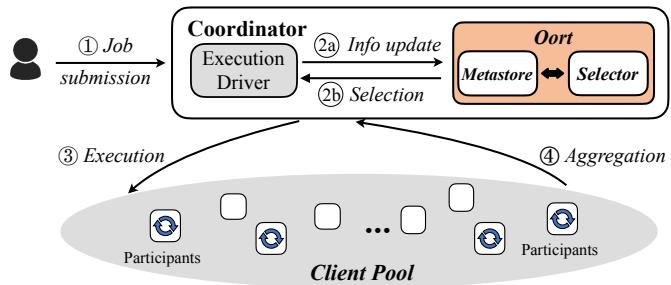 Coordinator
① Job
submission
Execution
Driver
2a Info update
2b Selection
Oort
Metastore
Selector
③ Execution
④ Aggregation
Participants
...
Participants
Client Pool